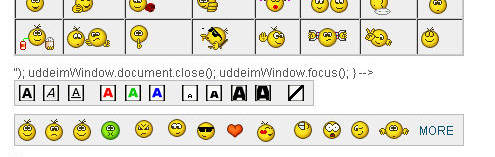 "); uddeimWindow.document.close(); uddeimWindow.focus(); } -->
A A A A A A A A A A
MORE